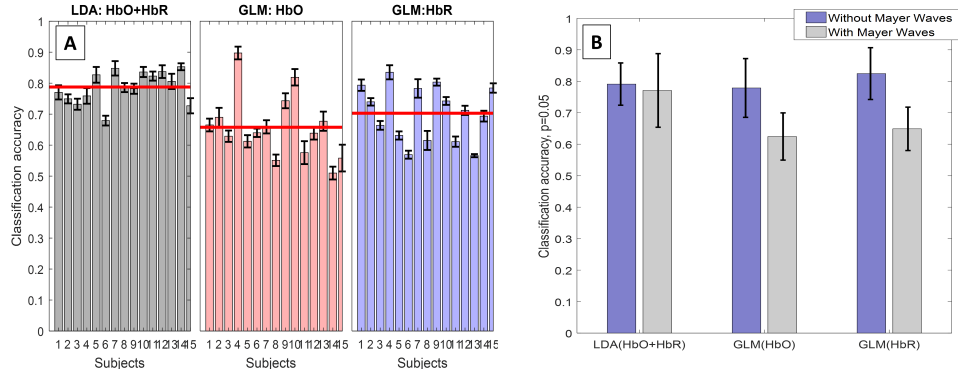 LDA: HbO+HbR
GLM: HbO
GLM:HbR
A
Classification accuracy
1
0.9
0.8
0.7
0.6
0.5
0.4
0.3
0.2
0.1
0
1 2 3 4 5 6 7 8 9 10 11 12 13 14 15
1 2 3 4 5 6 7 8 9 10 11 12 13 14 15
1 2 3 4 5 6 7 8 9 10 11 12 13 14 15
Subjects
Subjects
Subjects
B
Without Mayer Waves
With Mayer Waves
Classification accuracy, p=0.05
1
0.9
0.8
0.7
0.6
0.5
0.4
0.3
0.2
0.1
0
LDA(HbO+HbR)
GLM(HbO)
GLM(HbR)